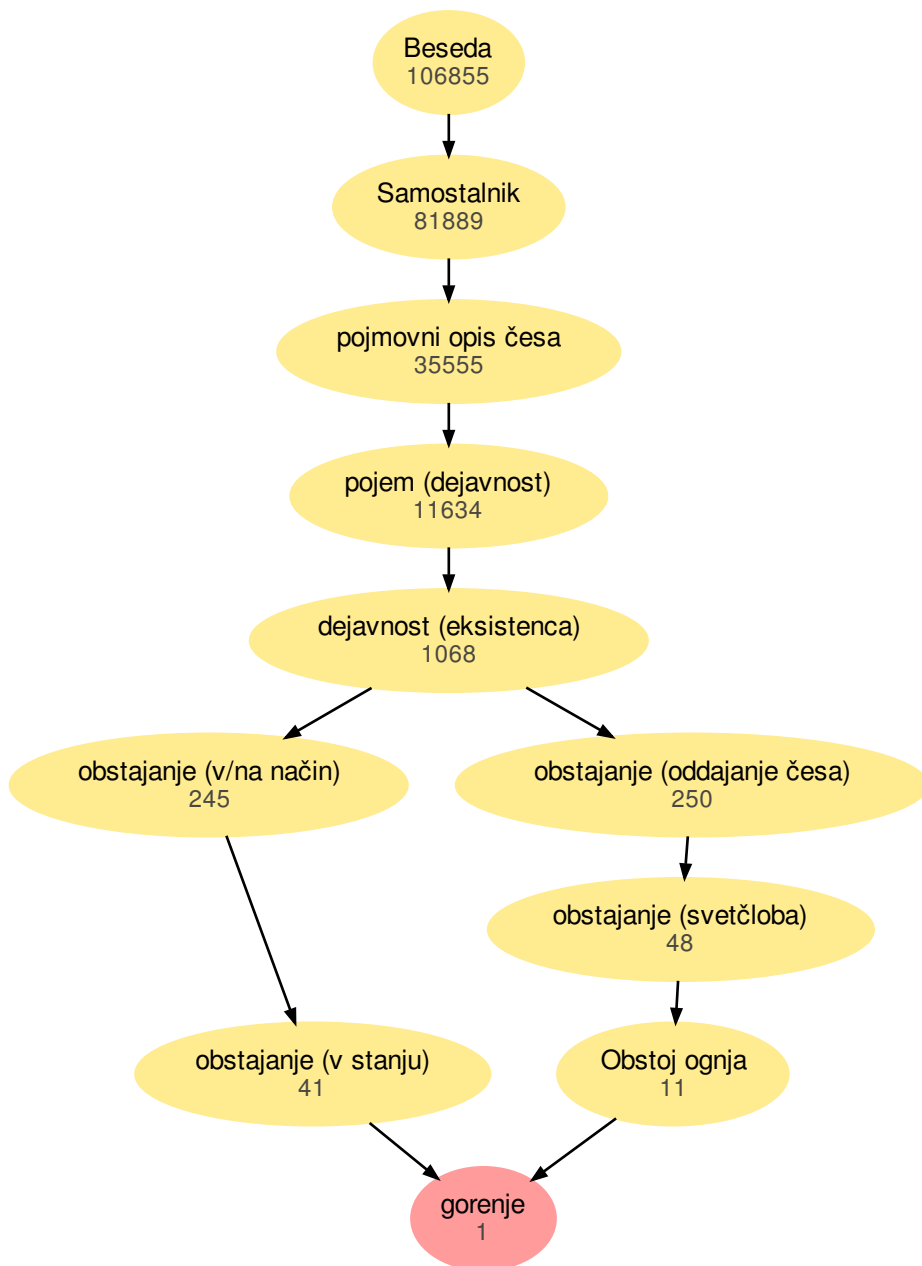 Beseda
106855
Samostalnik
81889
pojmovni opis česa
35555
pojem (dejavnost)
11634
dejavnost (eksistenca)
1068
obstajanje (v/na način)
245
obstajanje (oddajanje česa)
250
obstajanje (svetčloba)
48
obstajanje (v stanju)
41
Obstoj ognja
11
gorenje
1